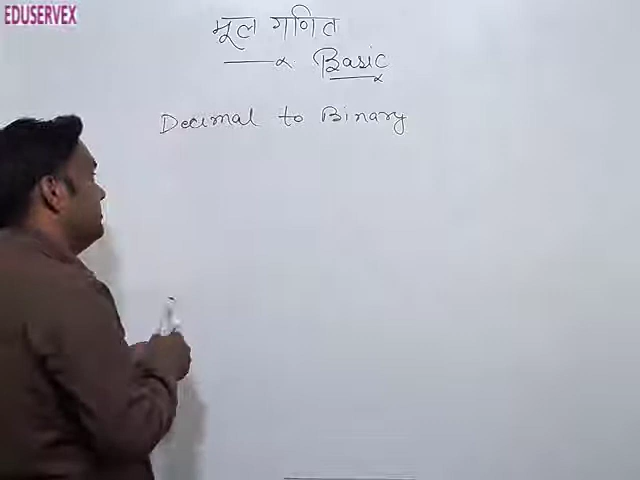 EDUSERVEX
मूल गणित
Basic
Decimal to Binary